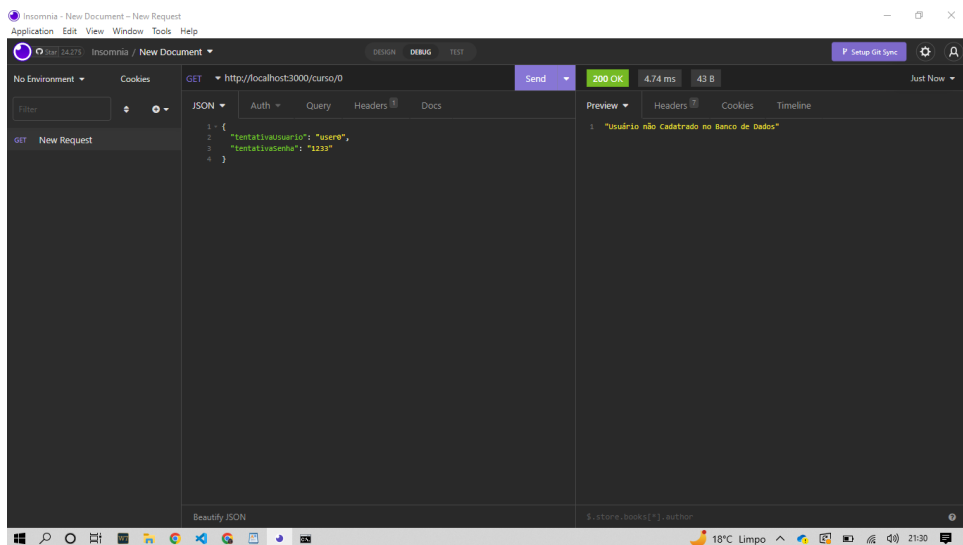 Insomnia - New Document – New Request
Application Edit View Window Tools Help
Star 24.275 Insomnia / New Document
DESIGN DEBUG TEST
Setup Git Sync
No Environment Cookies
GET http://localhost:3000/curso/0 Send
200 OK 4.74 ms 43 B Just Now
Filter
JSON Auth Query Headers 1 Docs
Preview Headers 7 Cookies Timeline
GET New Request
1 {
2 "tentativaUsuario": "user0",
3 "tentativaSenha": "1233"
4 }
1 "Usuário não Cadatrado no Banco de Dados"
Beautify JSON
$.store.books[*].author
18°C Limpo 21:30